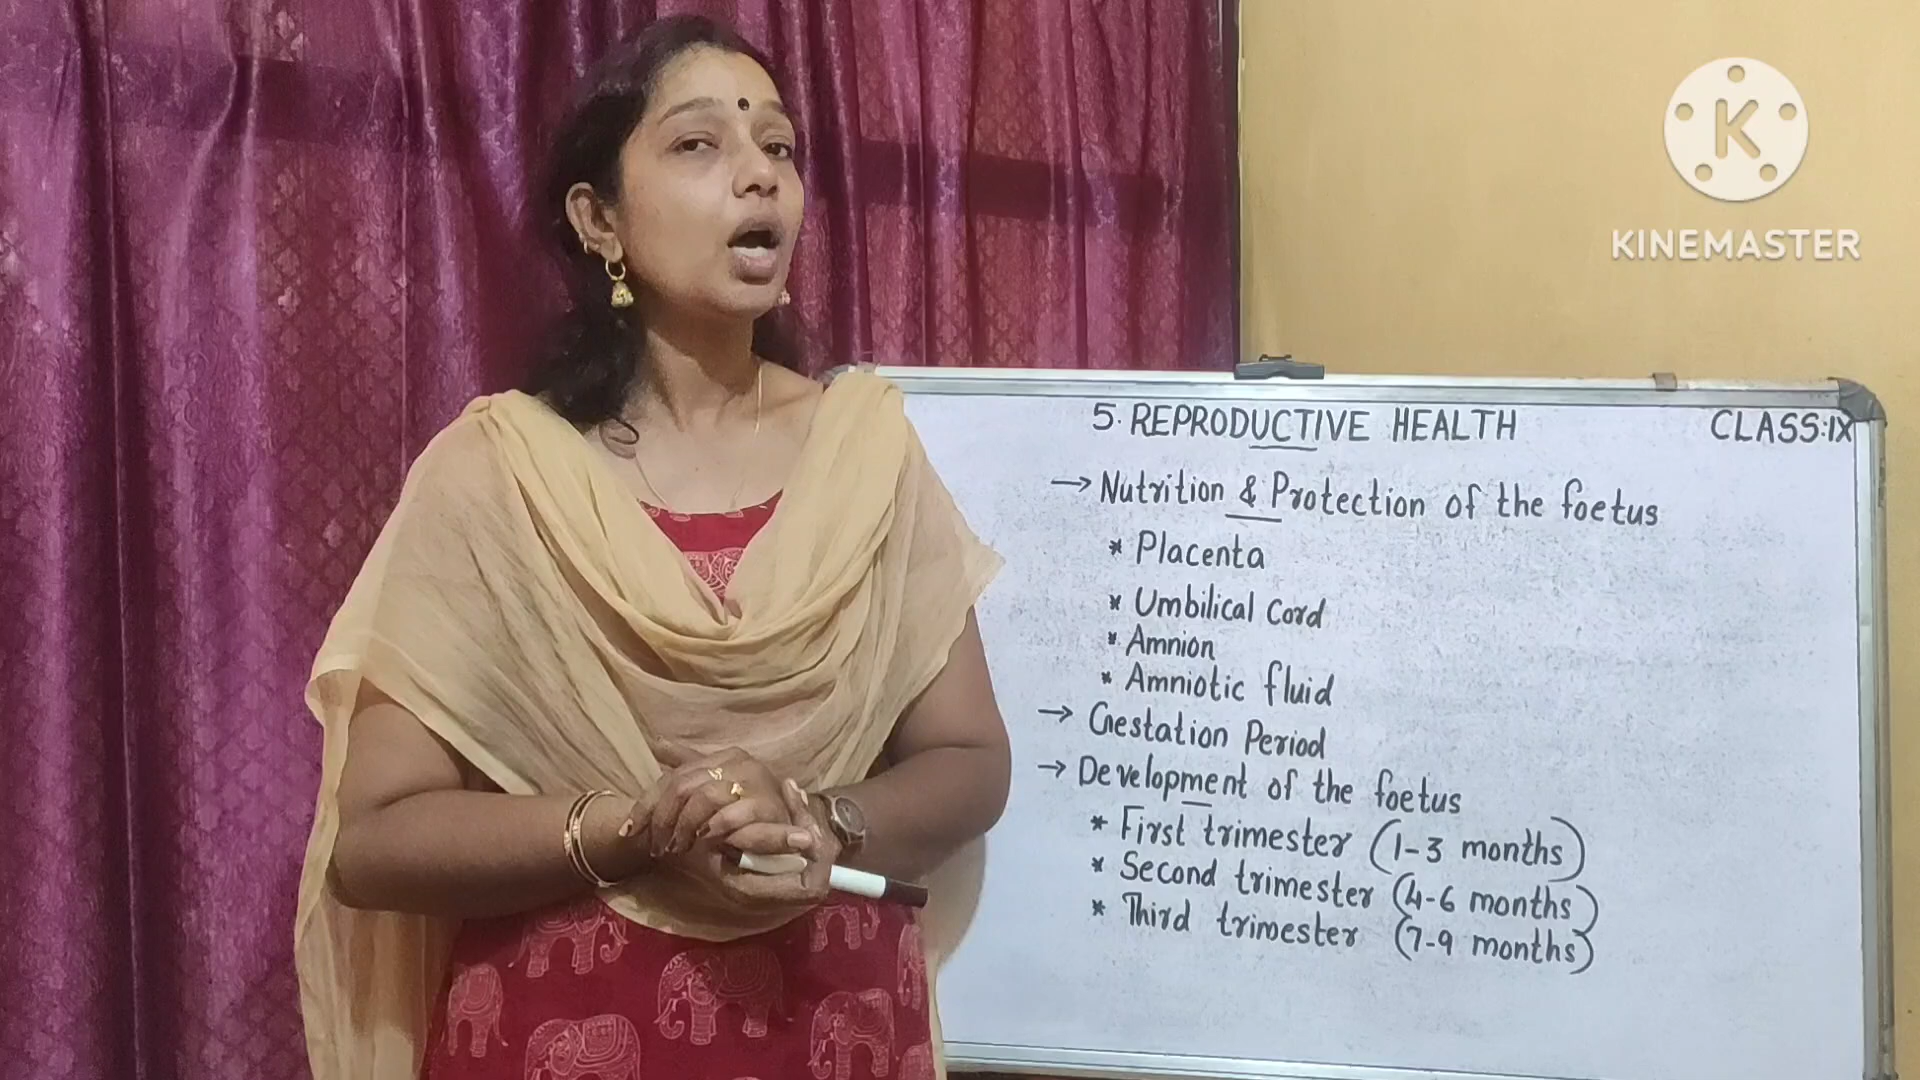 K
KINEMASTER
5. REPRODUCTIVE HEALTH CLASS:IX
→ Nutrition & Protection of the foetus
* Placenta
* Umbilical Cord
* Amnion
* Amniotic fluid
→ Gestation Period
→ Development of the foetus
* First trimester (1-3 months)
* Second trimester (4-6 months)
* Third trimester (7-9 months)